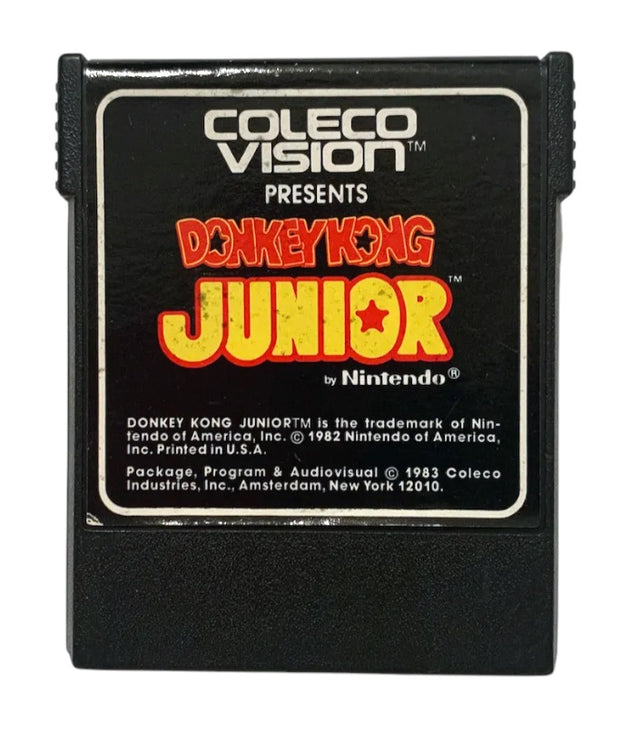 COLECO
VISION™
PRESENTS
DONKEY KONG
JUNIOR™
by Nintendo®
DONKEY KONG JUNIORTM is the trademark of Nin-
tendo of America, Inc. © 1982 Nintendo of America,
Inc. Printed in U.S.A.
Package, Program & Audiovisual © 1983 Coleco
Industries, Inc., Amsterdam, New York 12010.